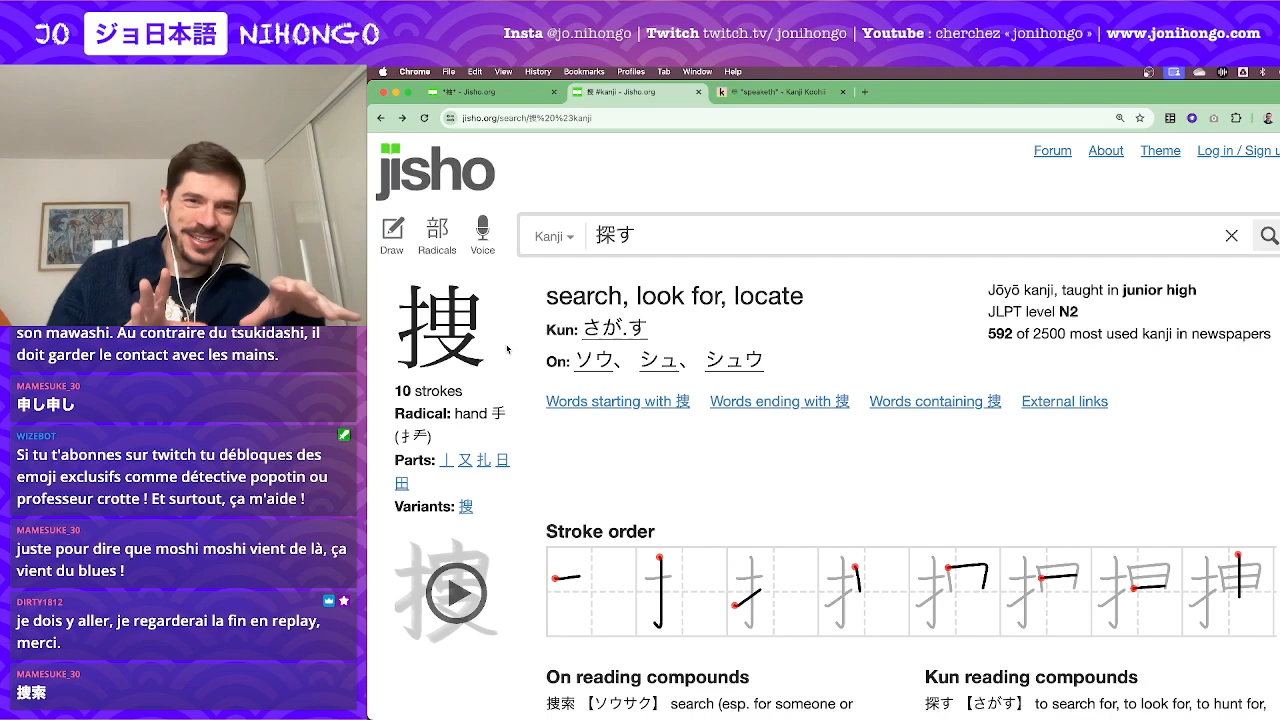 JO ジョ日本語 NIHONGO
Insta @jo.nihongo | Twitch twitch.tv/ jonihongo | Youtube : cherchez « jonihongo » | www.jonihongo.com
Chrome File Edit View History Bookmarks Profiles Tab Window Help
jisho.org/search/捜%20%23kanji
Forum About Theme Log in / Sign u
jisho
Draw
部 Radicals
Voice
Kanji 探す
捜
10 strokes
Radical: hand 手
(扌龵)
Parts: 丨 又 扎 日
田
Variants: 搜
search, look for, locate
Kun: さが.す
On: ソウ、 シュ、 シュウ
Jōyō kanji, taught in junior high
JLPT level N2
592 of 2500 most used kanji in newspapers
Words starting with 捜 Words ending with 捜 Words containing 捜 External links
Stroke order
On reading compounds
捜索 【ソウサク】 search (esp. for someone or
Kun reading compounds
探す 【さがす】 to search for, to look for, to hunt for,
son mawashi. Au contraire du tsukidashi, il
doit garder le contact avec les mains.
MAMESUKE_30
申し申し
WIZEBOT
Si tu t'abonnes sur twitch tu débloques des
emoji exclusifs comme détective popotin ou
professeur crotte ! Et surtout, ça m'aide !
MAMESUKE_30
juste pour dire que moshi moshi vient de là, ça
vient du blues !
DIRTY1812
je dois y aller, je regarderai la fin en replay,
merci.
MAMESUKE_30
捜索